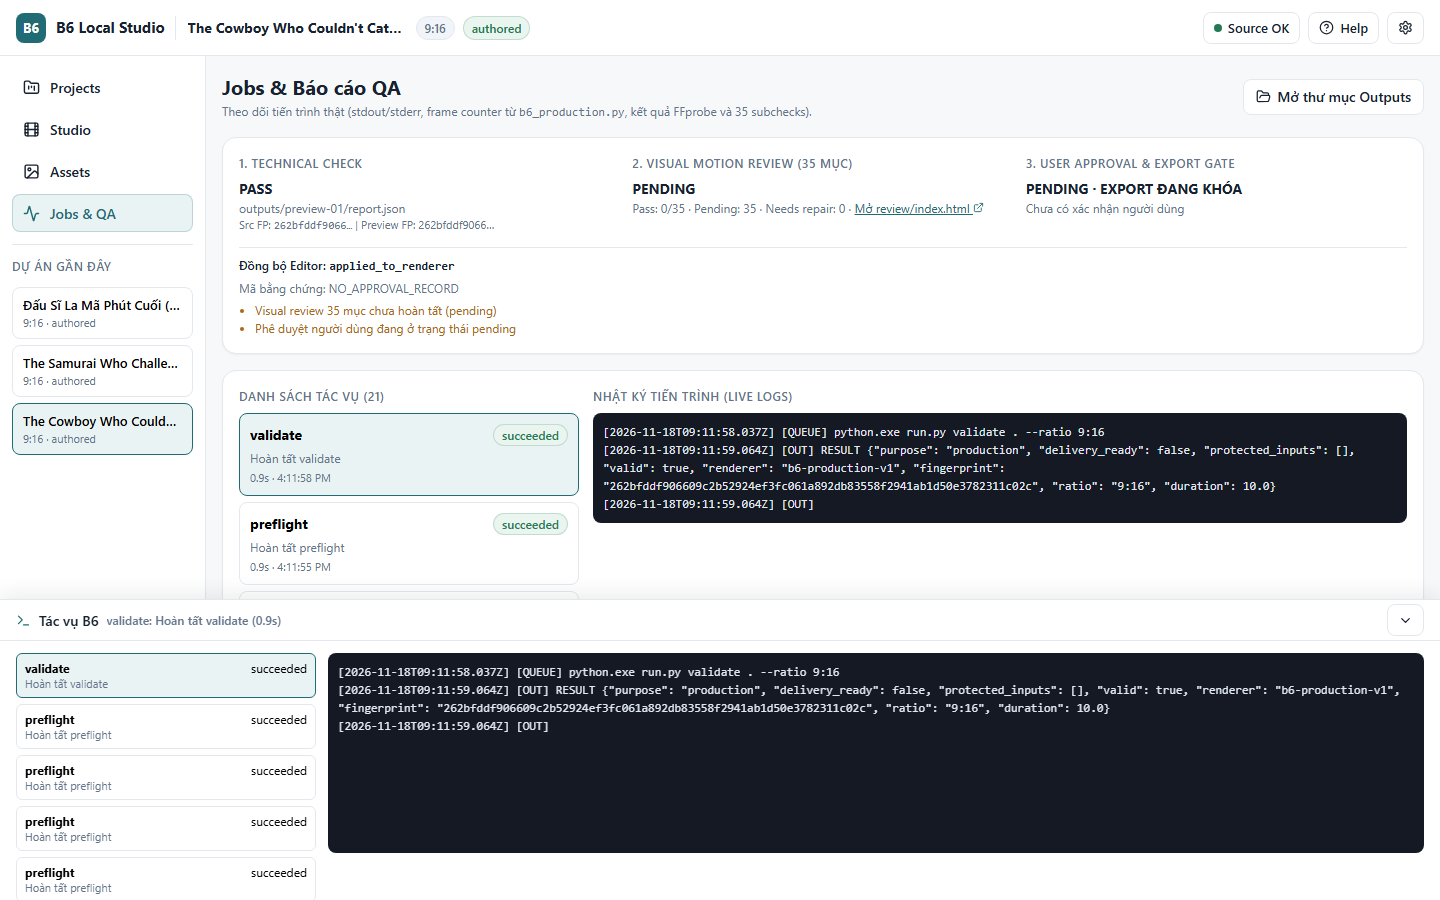 B6 B6 Local Studio The Cowboy Who Couldn't Cat... 9:16 authored Source OK Help
Projects
Studio
Assets
Jobs & QA
DỰ ÁN GẦN ĐÂY
Đấu Sĩ La Mã Phút Cuối (...
9:16 · authored
The Samurai Who Challe...
9:16 · authored
The Cowboy Who Could...
9:16 · authored
Jobs & Báo cáo QA
Theo dõi tiến trình thật (stdout/stderr, frame counter từ b6_production.py, kết quả FFprobe và 35 subchecks).
Mở thư mục Outputs
1. TECHNICAL CHECK
PASS
outputs/preview-01/report.json
Src FP: 262bfddf9066… | Preview FP: 262bfddf9066...
2. VISUAL MOTION REVIEW (35 MỤC)
PENDING
Pass: 0/35 · Pending: 35 · Needs repair: 0 · Mở review/index.html
3. USER APPROVAL & EXPORT GATE
PENDING · EXPORT ĐANG KHÓA
Chưa có xác nhận người dùng
Đồng bộ Editor: applied_to_renderer
Mã bằng chứng: NO_APPROVAL_RECORD
• Visual review 35 mục chưa hoàn tất (pending)
• Phê duyệt người dùng đang ở trạng thái pending
DANH SÁCH TÁC VỤ (21)
validate succeeded
Hoàn tất validate
0.9s · 4:11:58 PM
preflight succeeded
Hoàn tất preflight
0.9s · 4:11:55 PM
NHẬT KÝ TIẾN TRÌNH (LIVE LOGS)
[2026-11-18T09:11:58.037Z] [QUEUE] python.exe run.py validate . --ratio 9:16
[2026-11-18T09:11:59.064Z] [OUT] RESULT {"purpose": "production", "delivery_ready": false, "protected_inputs": [],
"valid": true, "renderer": "b6-production-v1", "fingerprint":
"262bfddf906609c2b52924ef3fc061a892db83558f2941ab1d50e3782311c02c", "ratio": "9:16", "duration": 10.0}
[2026-11-18T09:11:59.064Z] [OUT]
Tác vụ B6 validate: Hoàn tất validate (0.9s)
validate succeeded
Hoàn tất validate
preflight succeeded
Hoàn tất preflight
preflight succeeded
Hoàn tất preflight
preflight succeeded
Hoàn tất preflight
preflight succeeded
Hoàn tất preflight
[2026-11-18T09:11:58.037Z] [QUEUE] python.exe run.py validate . --ratio 9:16
[2026-11-18T09:11:59.064Z] [OUT] RESULT {"purpose": "production", "delivery_ready": false, "protected_inputs": [], "valid": true, "renderer": "b6-production-v1",
"fingerprint": "262bfddf906609c2b52924ef3fc061a892db83558f2941ab1d50e3782311c02c", "ratio": "9:16", "duration": 10.0}
[2026-11-18T09:11:59.064Z] [OUT]